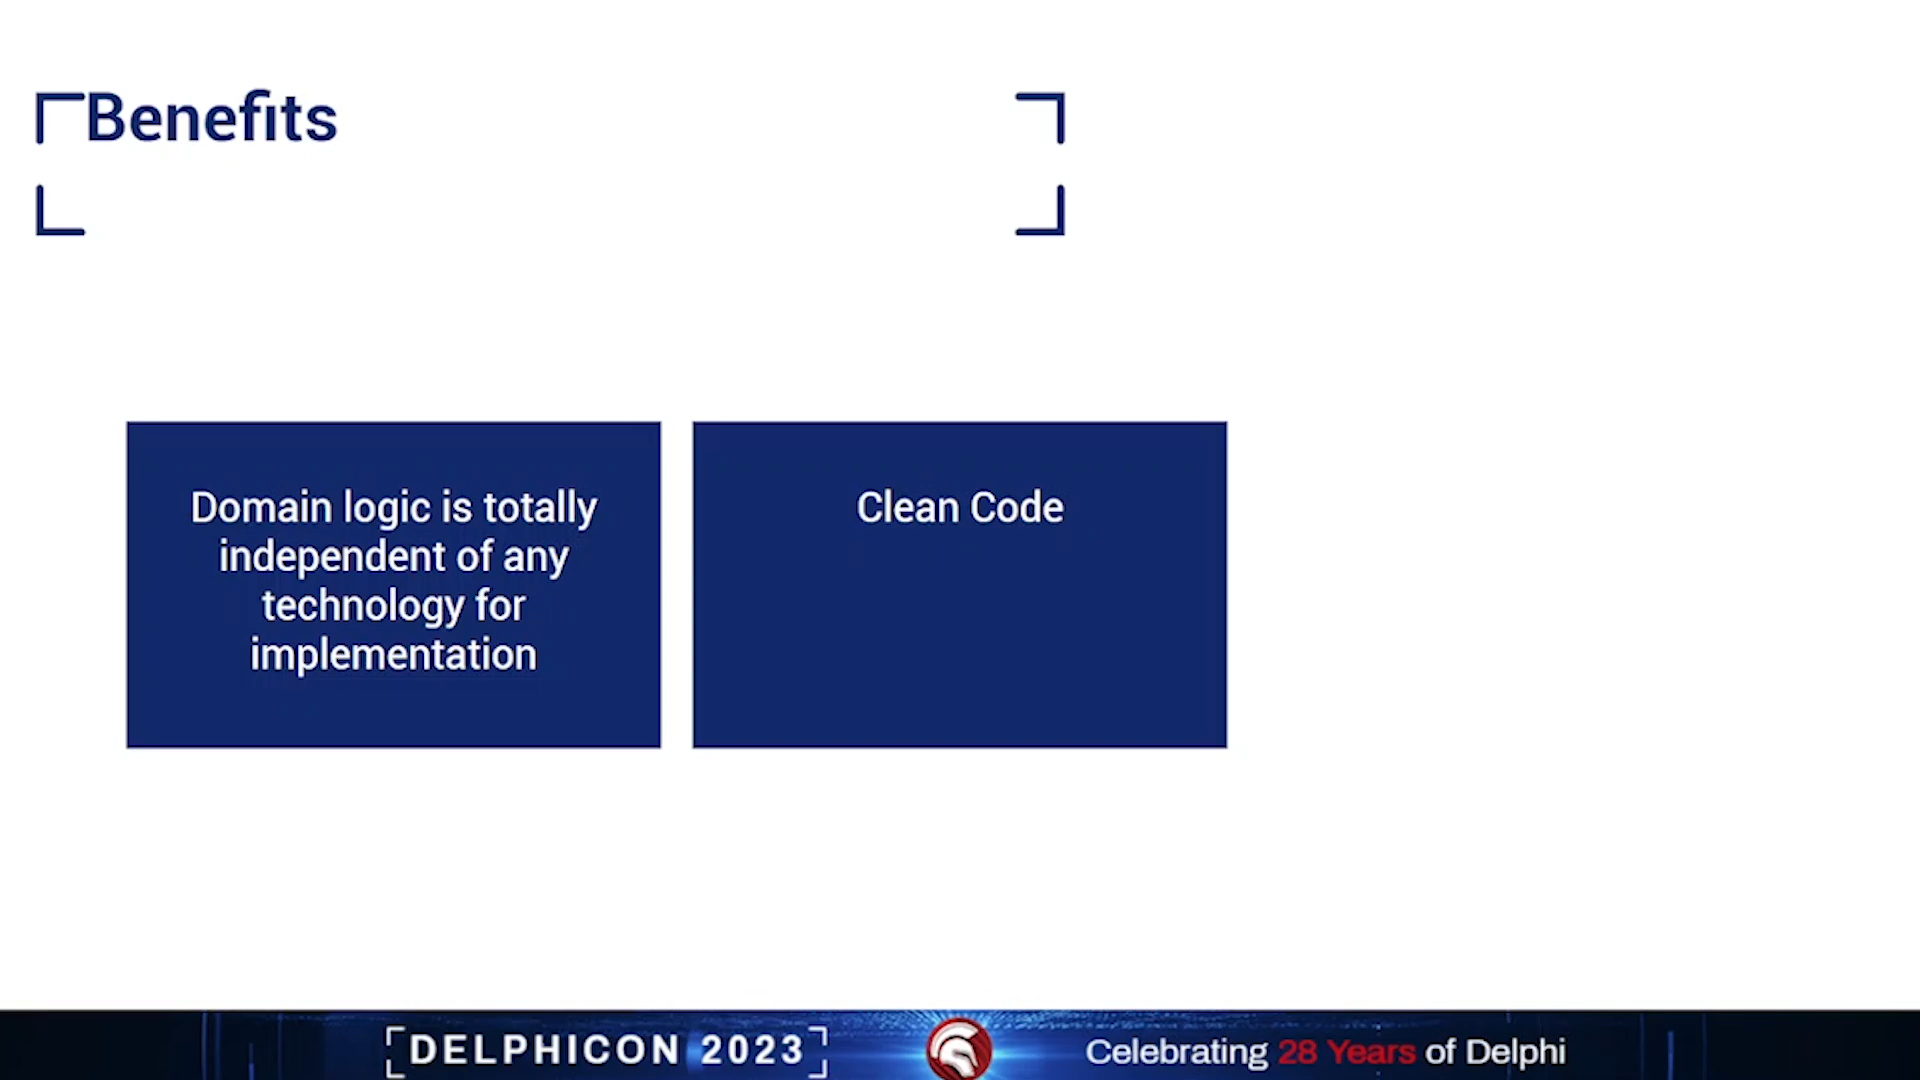 Benefits
Domain logic is totally
independent of any
technology for
implementation
Clean Code
DELPHICON 2023
Celebrating 28 Years of Delphi